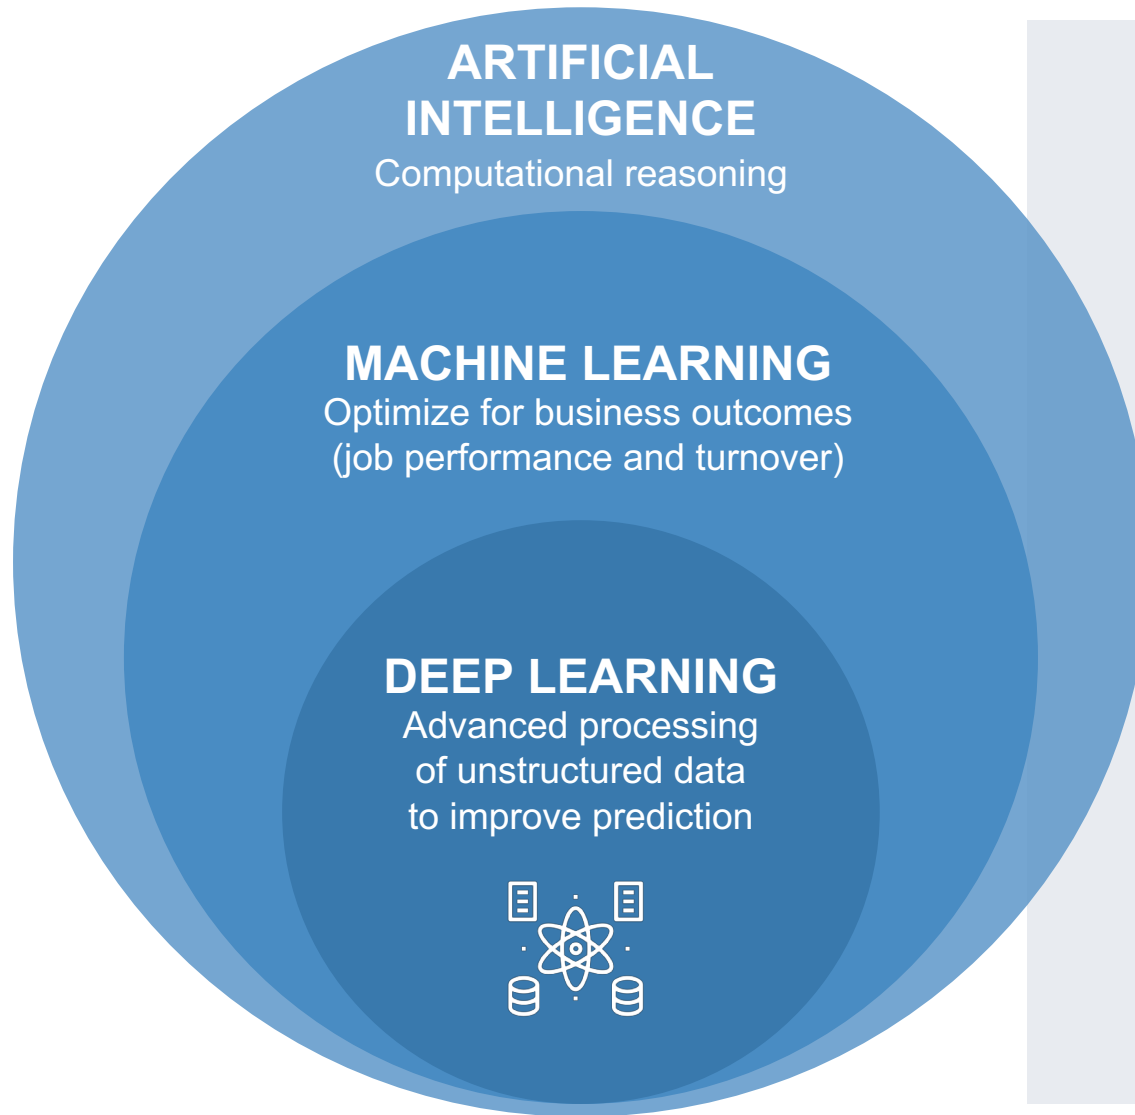 ARTIFICIAL
INTELLIGENCE
Computational reasoning
MACHINE LEARNING
Optimize for business outcomes
(job performance and turnover)
DEEP LEARNING
Advanced processing
of unstructured data
to improve prediction